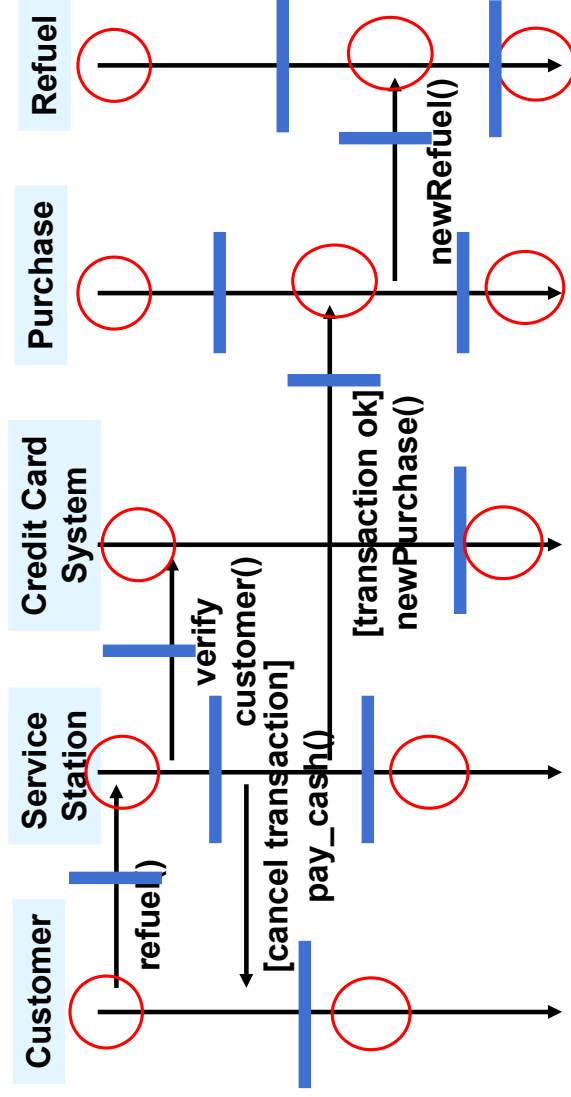 Customer
Service
Station
Credit Card
System
Purchase
Refuel
refuel()
verify
customer()
[cancel transaction]
pay_cash()
[transaction ok]
newPurchase()
newRefuel()